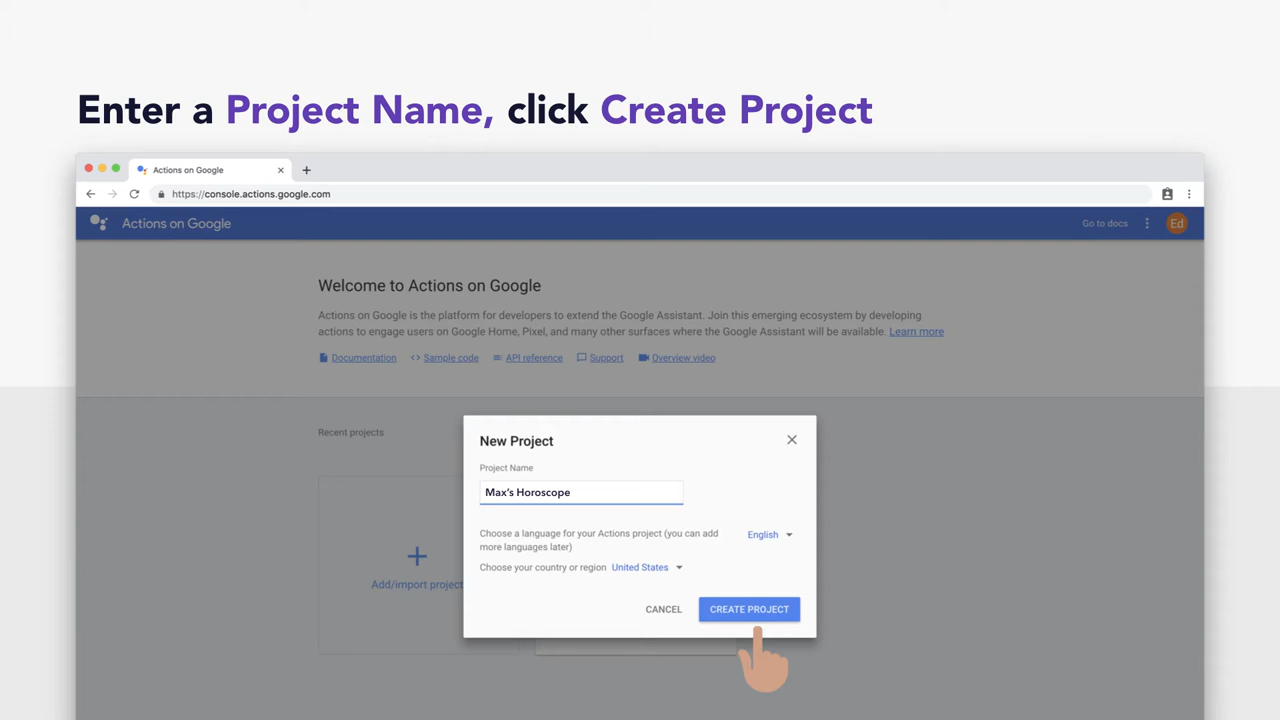 Enter a Project Name, click Create Project
Actions on Google
https://console.actions.google.com
Actions on Google
Go to docs
Ed
Welcome to Actions on Google
Actions on Google is the platform for developers to extend the Google Assistant. Join this emerging ecosystem by developing
actions to engage users on Google Home, Pixel, and many other surfaces where the Google Assistant will be available. Learn more
Documentation
Sample code
API reference
Support
Overview video
Recent projects
Add/import project
New Project
Project Name
Max's Horoscope
Choose a language for your Actions project (you can add
more languages later)
English
Choose your country or region United States
CANCEL
CREATE PROJECT